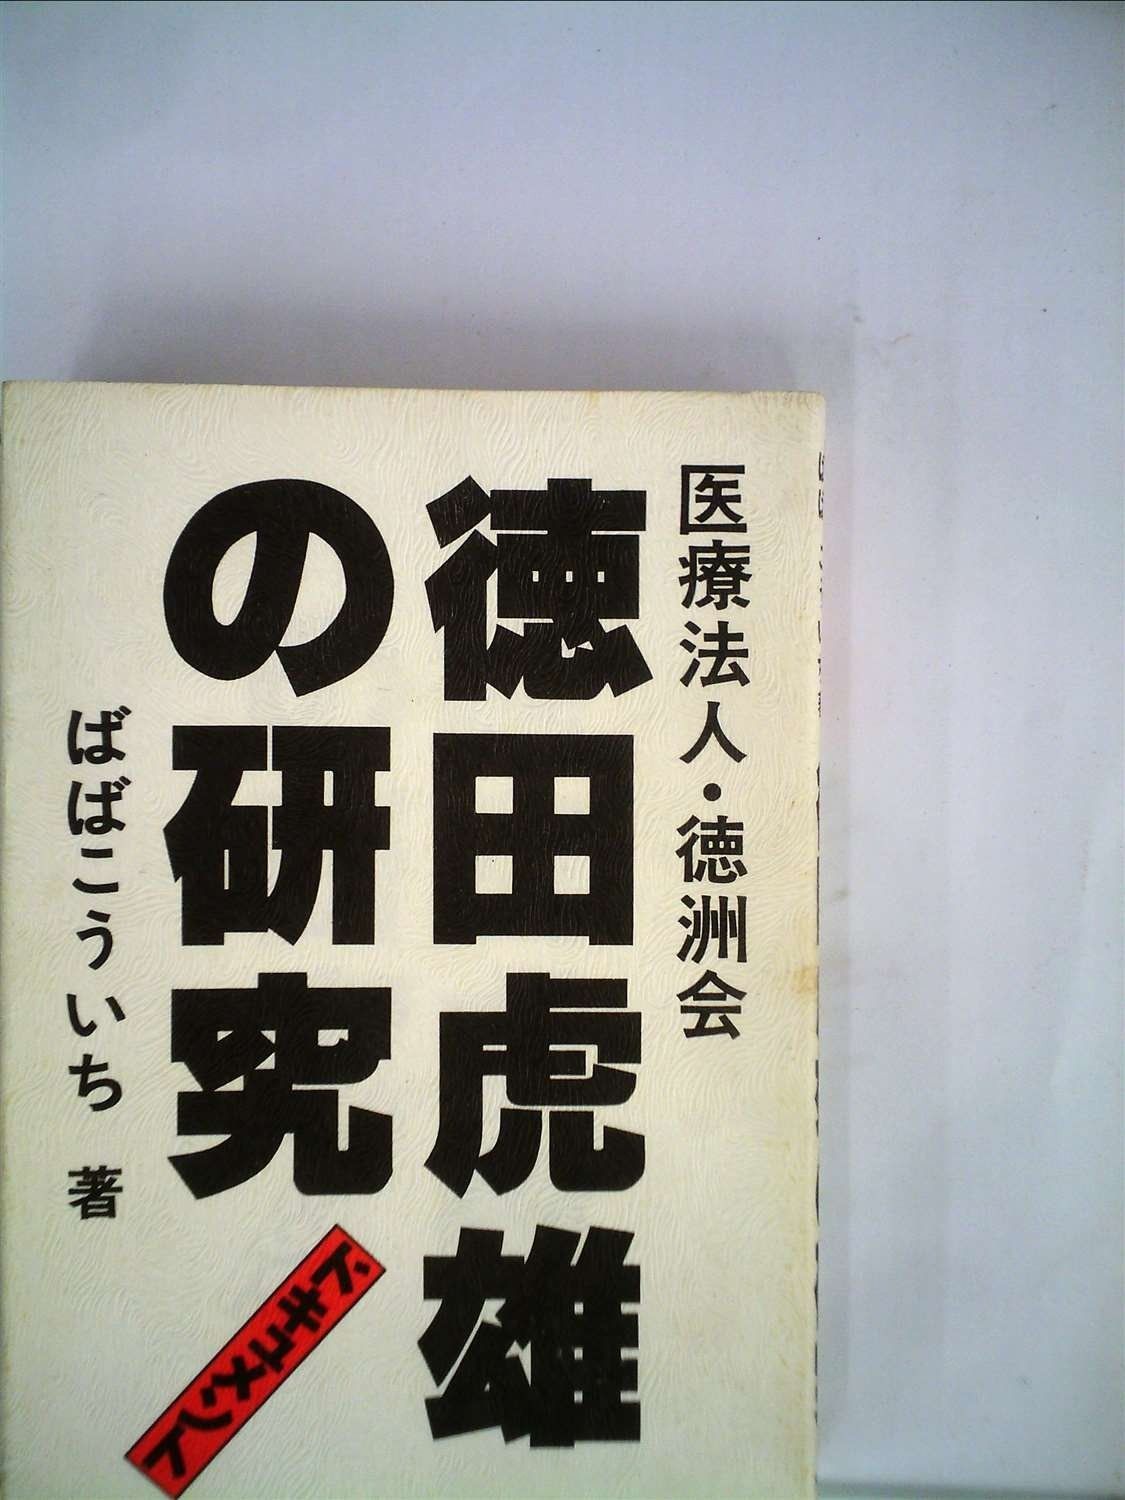 医療法人・徳洲会
徳田虎雄
の研究
ばばこういち 著
ドキュメント